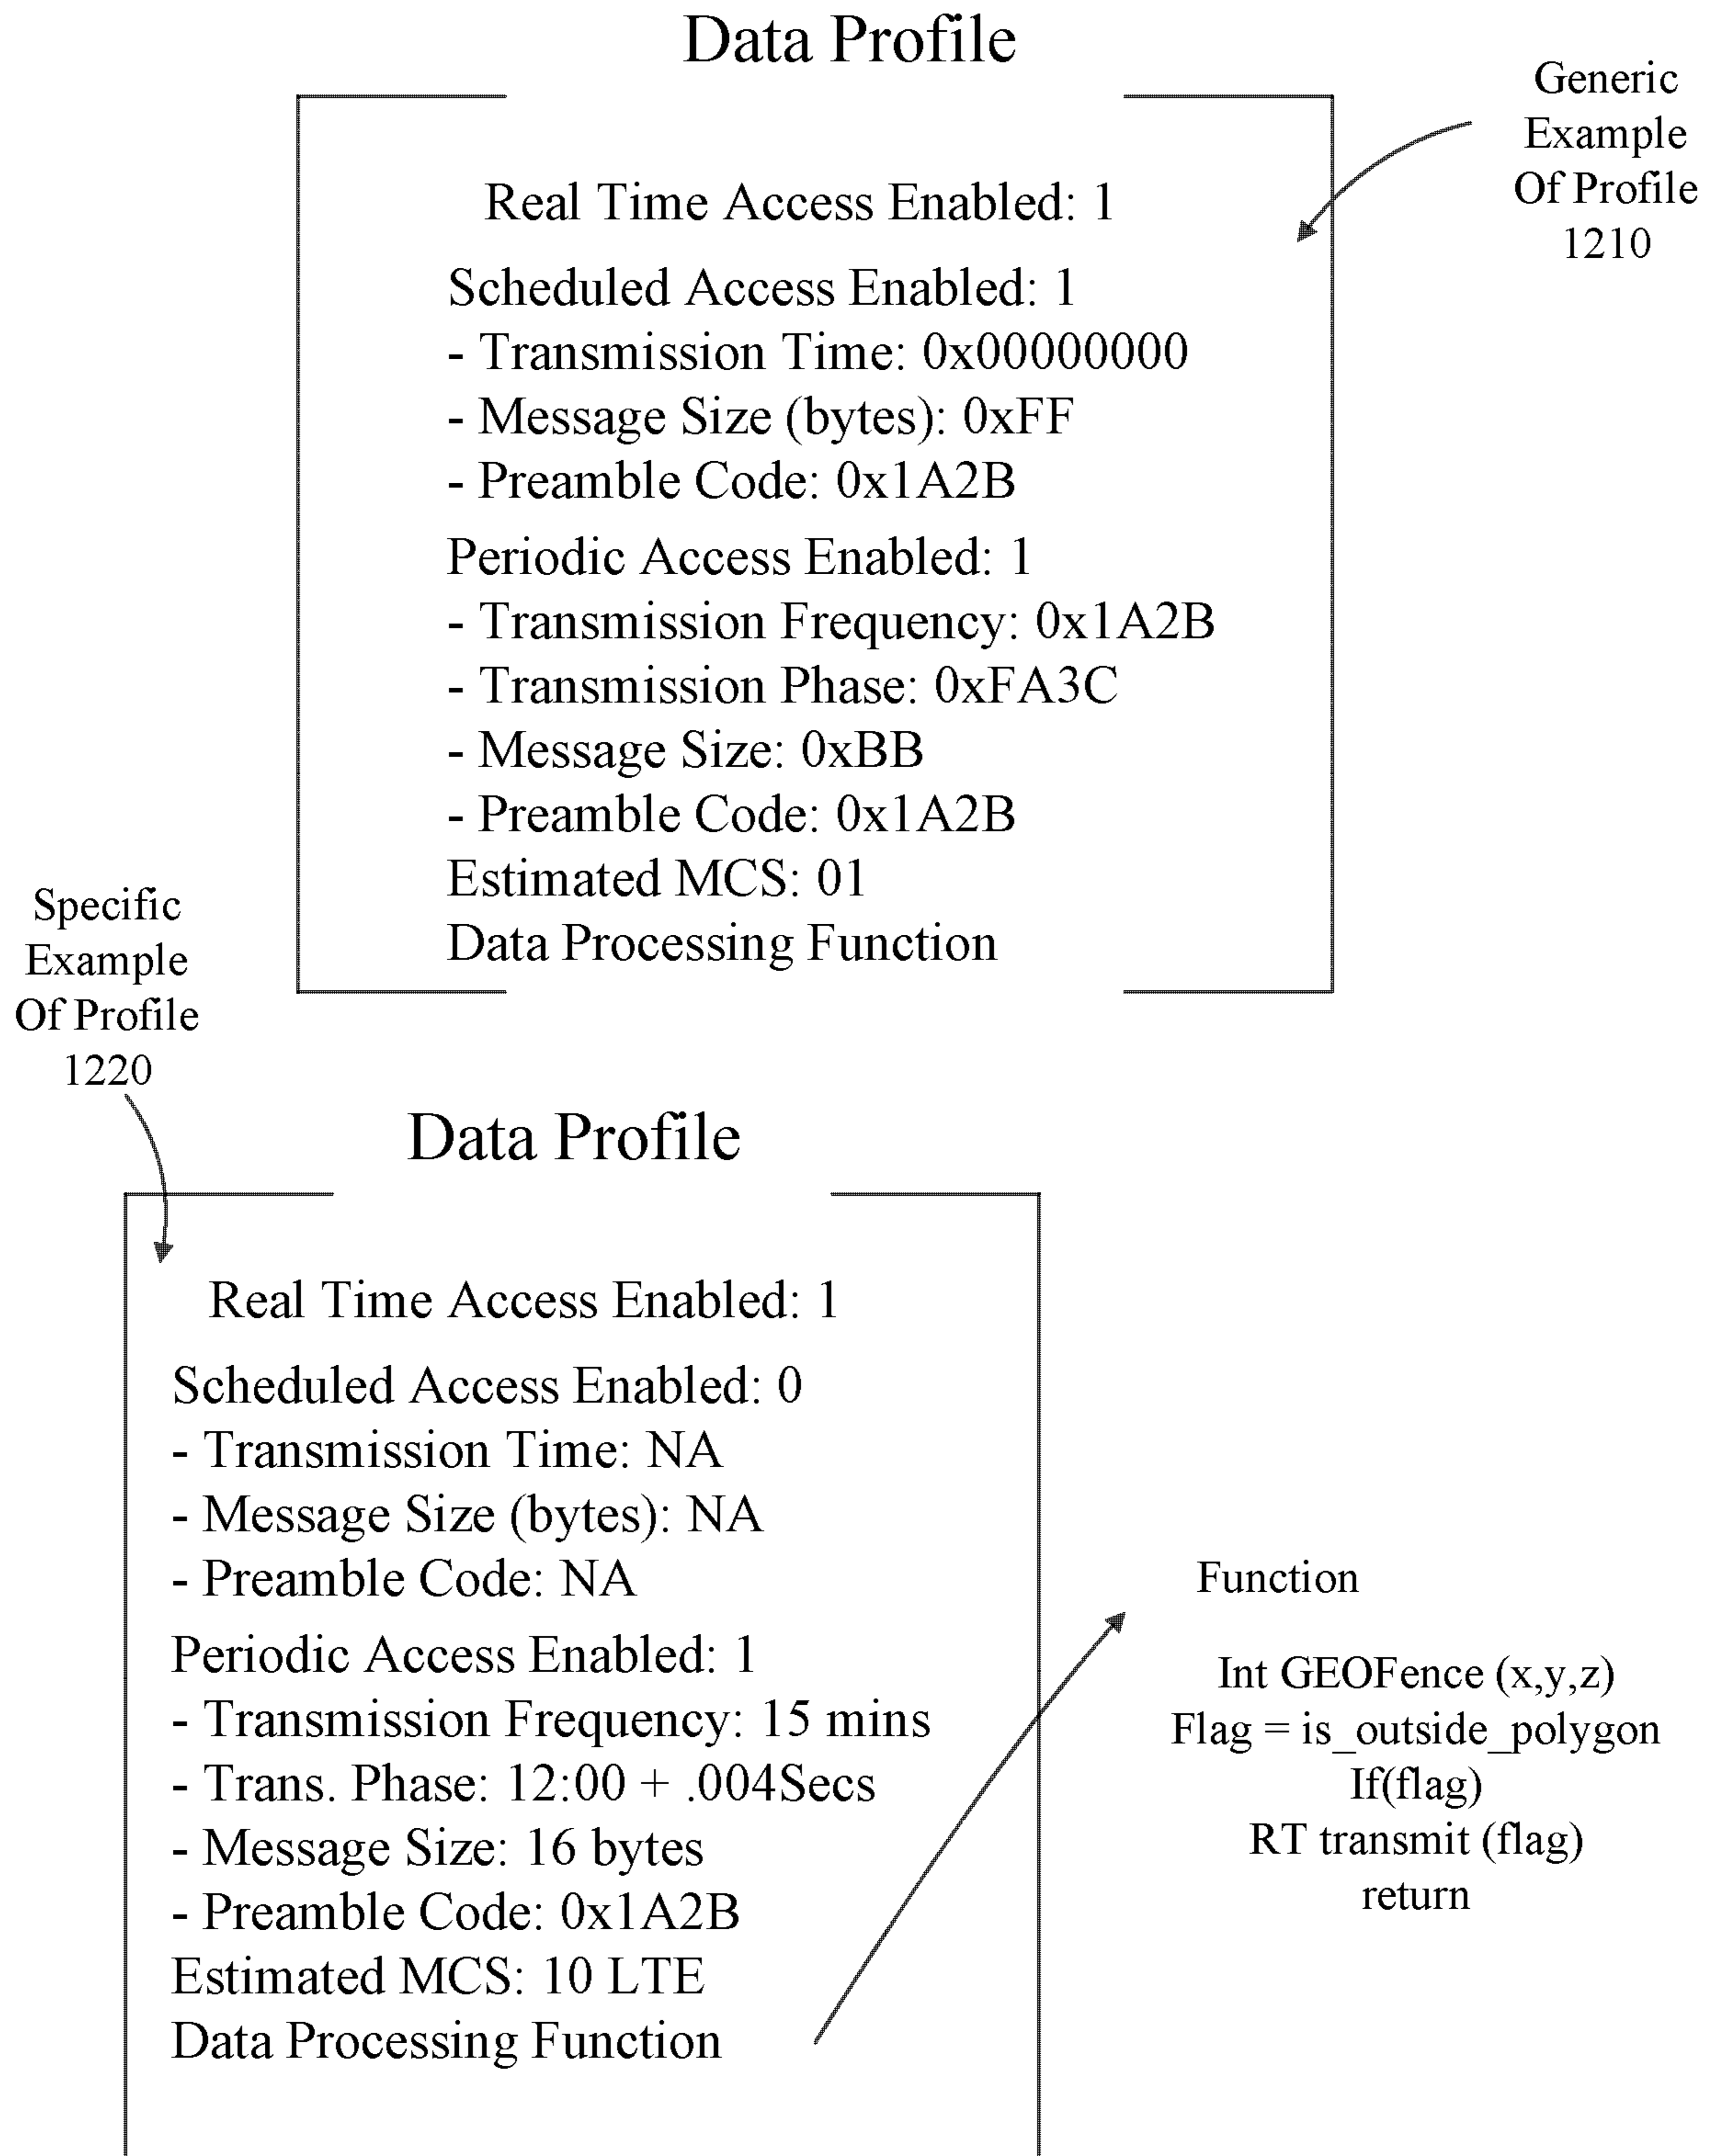 Data Profile
Generic
Example
Of Profile
1210
Real Time Access Enabled: 1
Scheduled Access Enabled: 1
- Transmission Time: 0x00000000
- Message Size (bytes): 0xFF
- Preamble Code: 0x1A2B
Periodic Access Enabled: 1
- Transmission Frequency: 0x1A2B
- Transmission Phase: 0xFA3C
- Message Size: 0xBB
- Preamble Code: 0x1A2B
Estimated MCS: 01
Data Processing Function
Specific
Example
Of Profile
1220
Data Profile
Real Time Access Enabled: 1
Scheduled Access Enabled: 0
- Transmission Time: NA
- Message Size (bytes): NA
- Preamble Code: NA
Periodic Access Enabled: 1
- Transmission Frequency: 15 mins
- Trans. Phase: 12:00 + .004Secs
- Message Size: 16 bytes
- Preamble Code: 0x1A2B
Estimated MCS: 10 LTE
Data Processing Function
Function
Int GEOFence (x,y,z)
Flag = is_outside_polygon
If(flag)
RT transmit (flag)
return